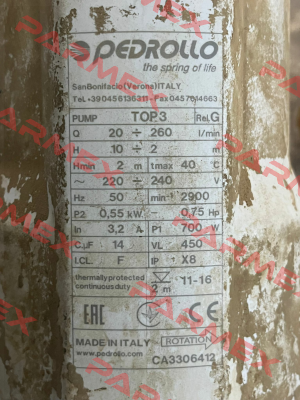 PEDROLLO
the spring of life
SanBonifacio (Verona) ITALY
Tel.+390456136311-Fax 0457614663
PUMP TOP3 Rel.G
Q 20 ÷ 260 l/min
H 10 ÷ 2 m
Hmin 2 m tmax 40 °C
~ 220 ÷ 240 V
Hz 50 min⁻¹ 2900
P2 0,55 kW - 0,75 Hp
In 3,2 A P1 700 W
C µF 14 VL 450
I.CL F IP X8
thermally protected 11-16
continuous duty 2 m
EAC CE
MADE IN ITALY ROTATION
www.pedrollo.com CA3306412
PARMEX